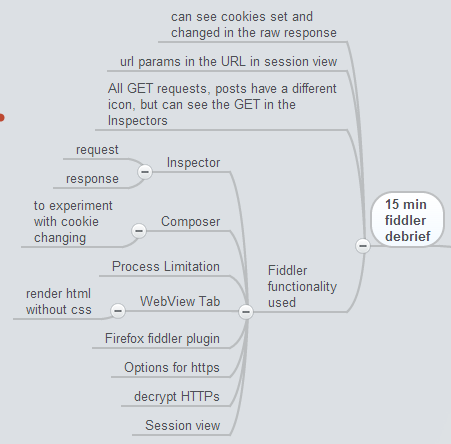 can see cookies set and
changed in the raw response
url params in the URL in session view
All GET requests, posts have a different
icon, but can see the GET in the
Inspectors
request
response
Inspector
to experiment
with cookie
changing
Composer
Process Limitation
render html
without css
WebView Tab
Firefox fiddler plugin
Options for https
decrypt HTTPs
Session view
Fiddler
functionality
used
15 min
fiddler
debrief